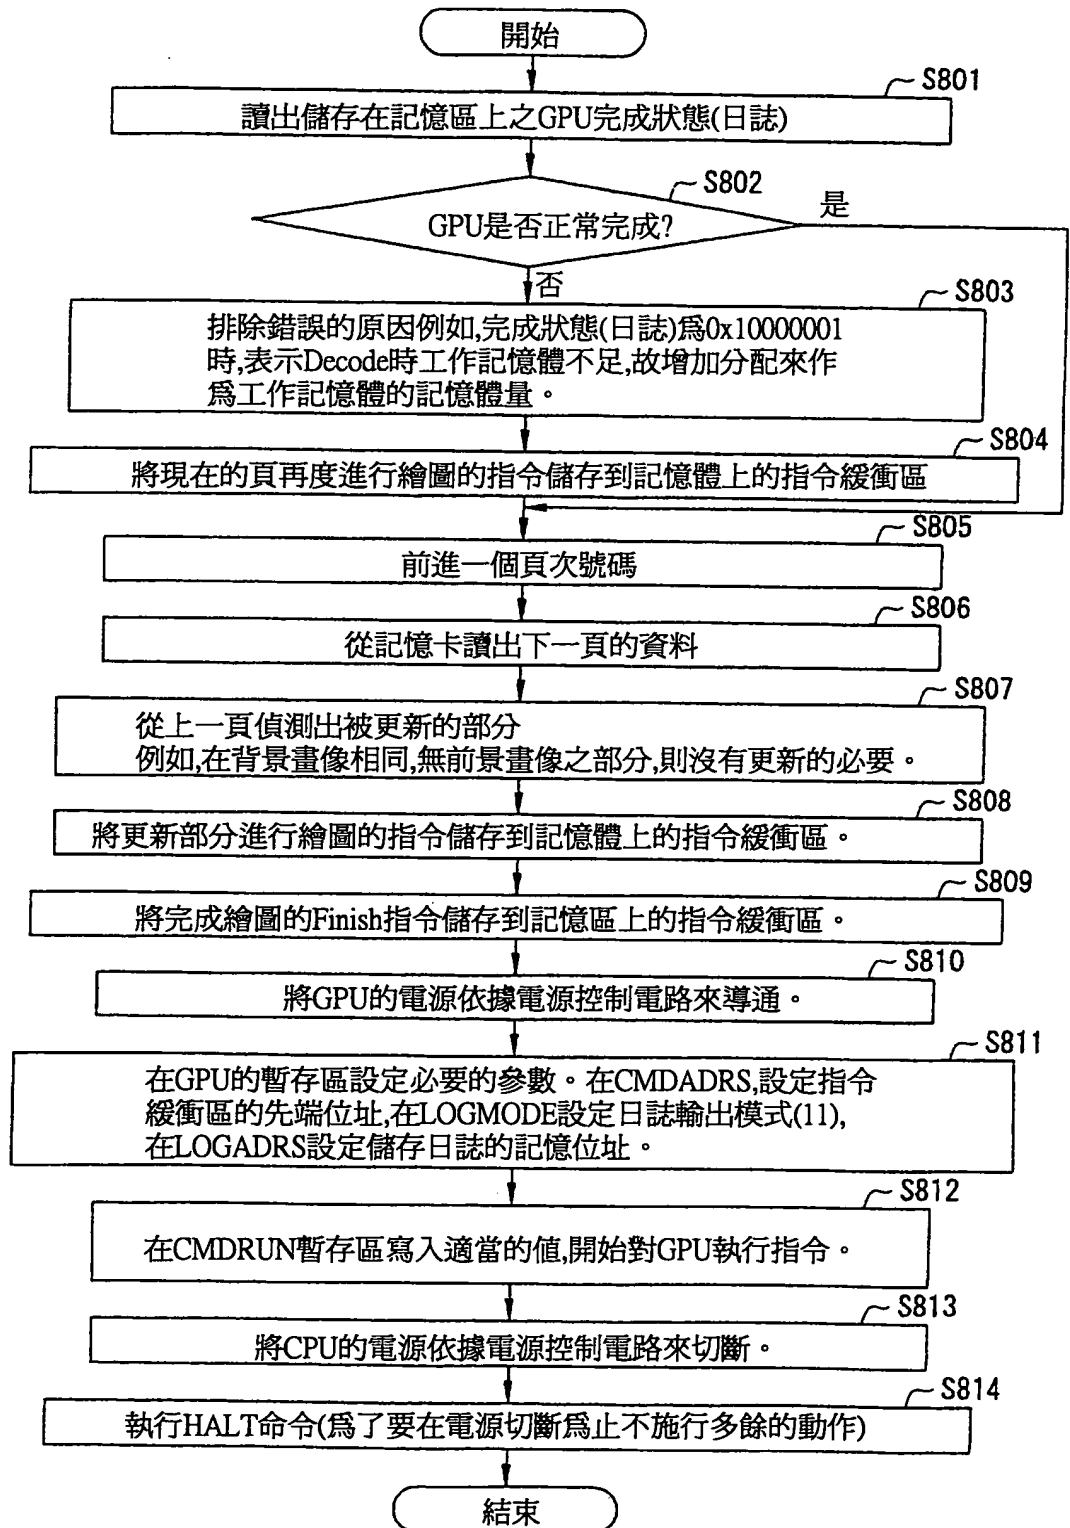 開始
S801
讀出儲存在記憶區上之GPU完成狀態(日誌)
S802
GPU是否正常完成?
是
否
S803
排除錯誤的原因例如,完成狀態(日誌)爲0x10000001
時,表示Decode時工作記憶體不足,故增加分配來作
爲工作記憶體的記憶體量。
S804
將現在的頁再度進行繪圖的指令儲存到記憶體上的指令緩衝區
S805
前進一個頁次號碼
S806
從記憶卡讀出下一頁的資料
S807
從上一頁偵測出被更新的部分
例如,在背景畫像相同,無前景畫像之部分,則沒有更新的必要。
S808
將更新部分進行繪圖的指令儲存到記憶體上的指令緩衝區。
S809
將完成繪圖的Finish指令儲存到記憶區上的指令緩衝區。
S810
將GPU的電源依據電源控制電路來導通。
S811
在GPU的暫存區設定必要的參數。在CMDADRS,設定指令
緩衝區的先端位址,在LOGMODE設定日誌輸出模式(11),
在LOGADRS設定儲存日誌的記憶位址。
S812
在CMDRUN暫存區寫入適當的值,開始對GPU執行指令。
S813
將CPU的電源依據電源控制電路來切斷。
S814
執行HALT命令(爲了要在電源切斷爲止不施行多餘的動作)
結束